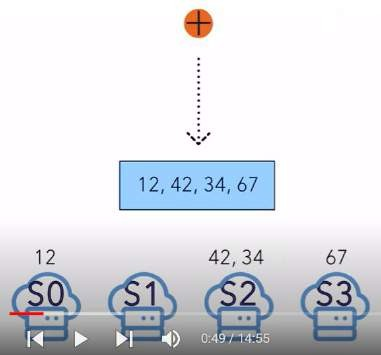 12, 42, 34, 67
12 42, 34 67
S0 S1 S2 S3
0:49 / 14:55